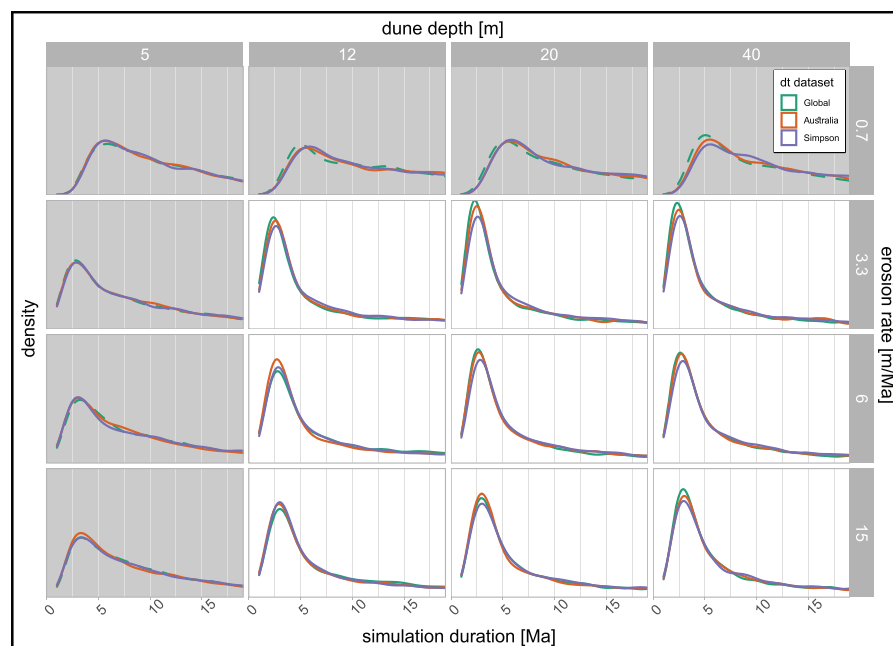 dune depth [m]
5 12 20 40
dt dataset
Global
Australia
Simpson
0.7
3.3
6
15
erosion rate [m/Ma]
density
0 5 10 15 0 5 10 15 0 5 10 15 0 5 10 15
simulation duration [Ma]